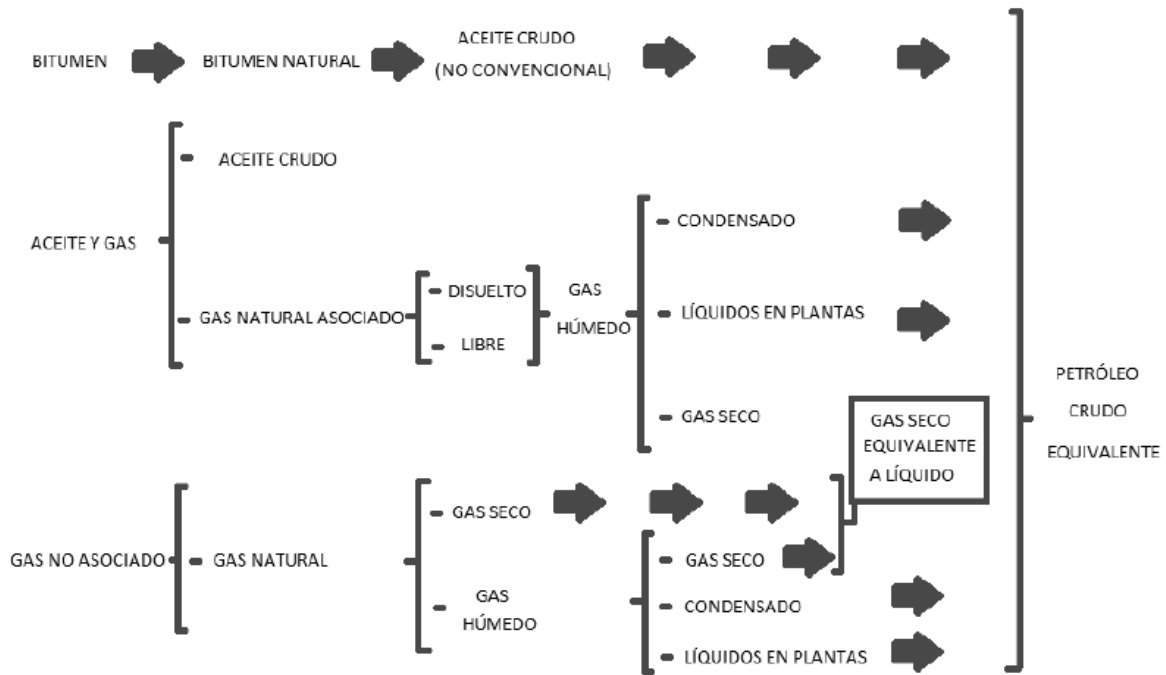 BITUMEN
BITUMEN NATURAL
ACEITE CRUDO
(NO CONVENCIONAL)
ACEITE Y GAS
ACEITE CRUDO
GAS NATURAL ASOCIADO
DISUELTO
LIBRE
GAS
HÚMEDO
CONDENSADO
LÍQUIDOS EN PLANTAS
GAS SECO
GAS SECO
EQUIVALENTE
A LÍQUIDO
PETRÓLEO
CRUDO
EQUIVALENTE
GAS NO ASOCIADO
GAS NATURAL
GAS SECO
GAS
HÚMEDO
GAS SECO
CONDENSADO
LÍQUIDOS EN PLANTAS